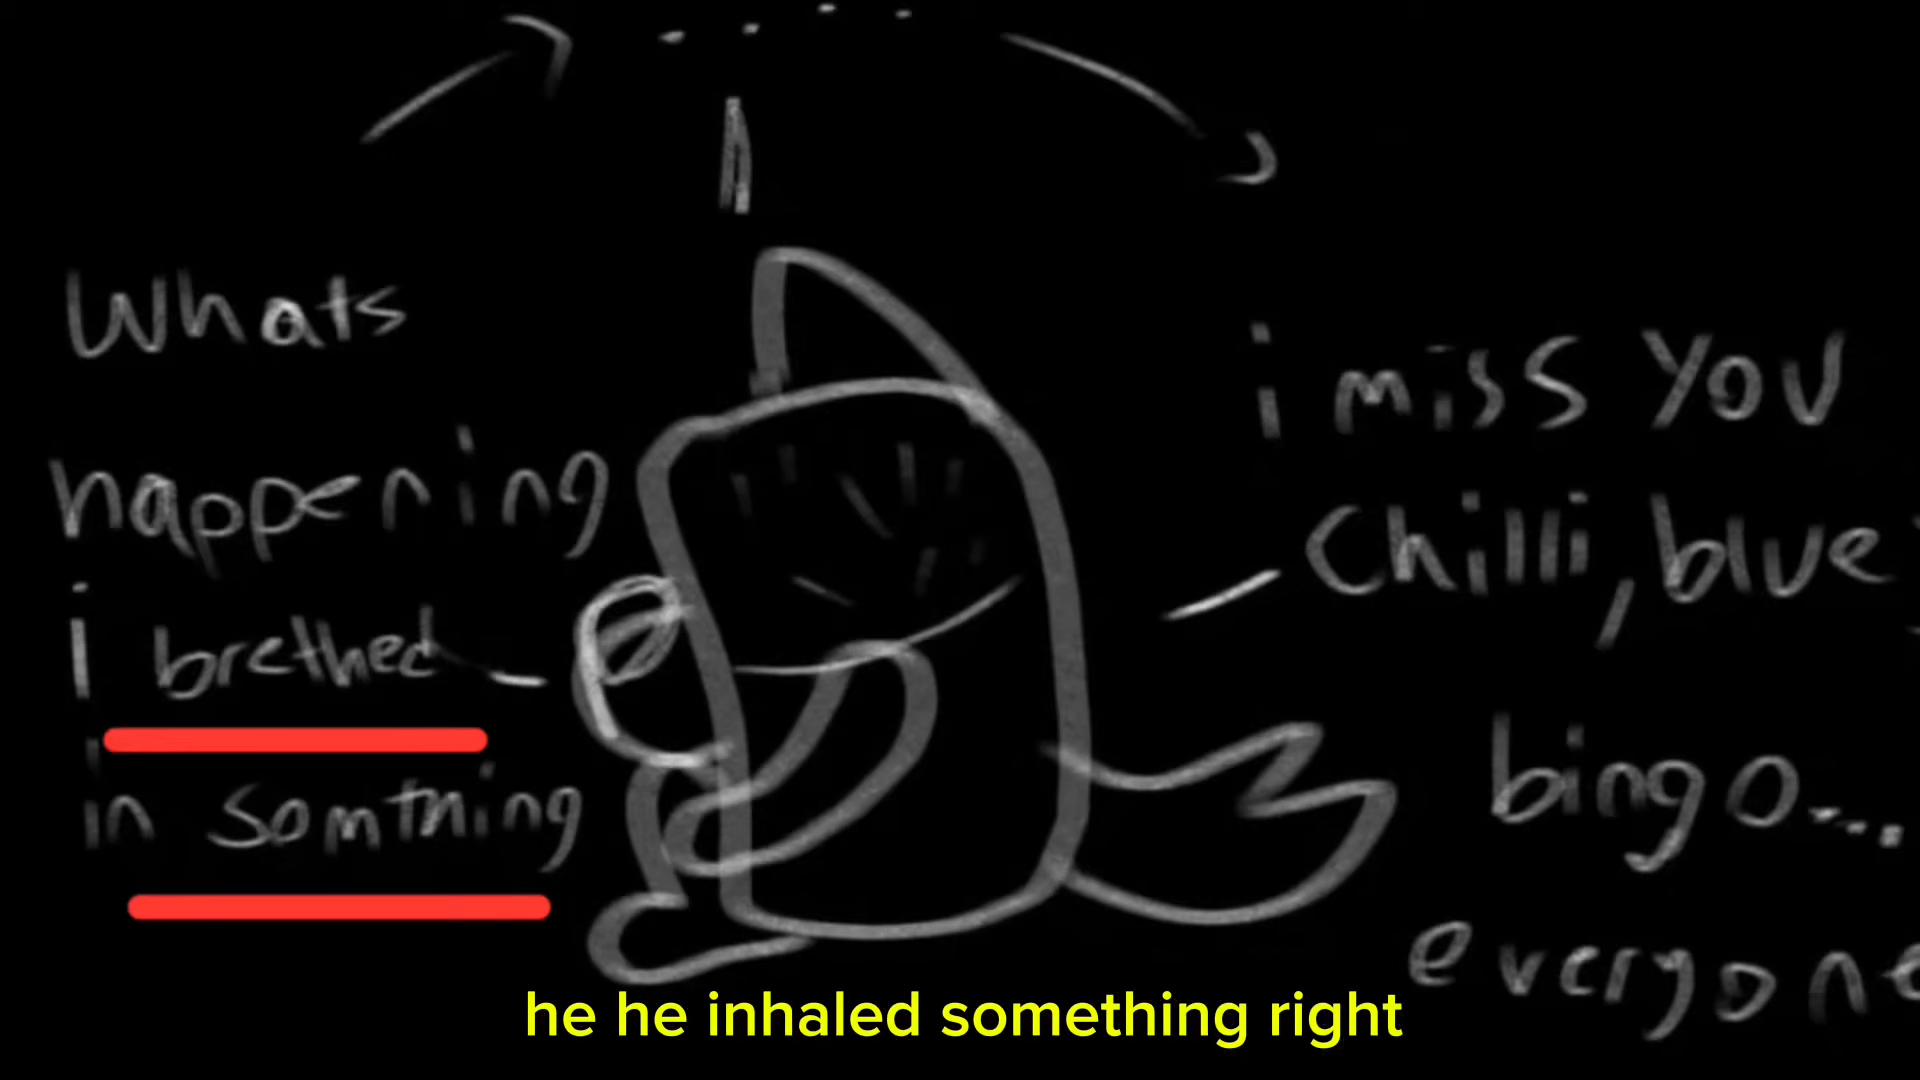 Whats
happening
i brethed
in somthing
i miss you
Chilli, blue
bingo...
everyone
he he inhaled something right